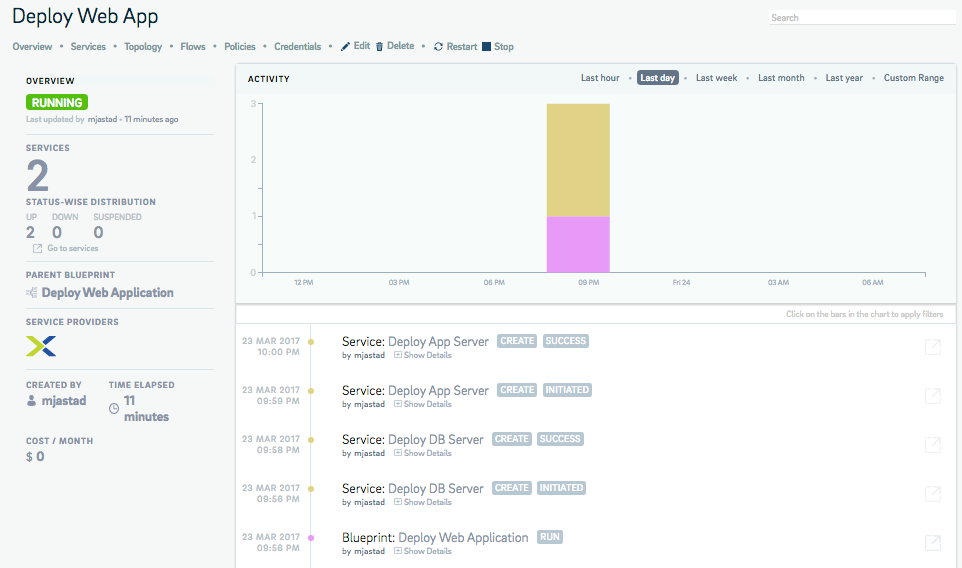 Deploy Web App
Search
Overview • Services • Topology • Flows • Policies • Credentials • Edit Delete • Restart Stop
OVERVIEW
RUNNING
Last updated by mjastad - 11 minutes ago
SERVICES
2
STATUS-WISE DISTRIBUTION
UP DOWN SUSPENDED
2 0 0
Go to services
PARENT BLUEPRINT
Deploy Web Application
SERVICE PROVIDERS
CREATED BY TIME ELAPSED
mjastad 11 minutes
COST / MONTH
$ 0
ACTIVITY
Last hour • Last day • Last week • Last month • Last year • Custom Range
3
2
1
0
12 PM 03 PM 06 PM 09 PM Fri 24 03 AM 06 AM
Click on the bars in the chart to apply filters
23 MAR 2017 Service: Deploy App Server CREATE SUCCESS
10:00 PM by mjastad Show Details
23 MAR 2017 Service: Deploy App Server CREATE INITIATED
09:59 PM by mjastad Show Details
23 MAR 2017 Service: Deploy DB Server CREATE SUCCESS
09:58 PM by mjastad Show Details
23 MAR 2017 Service: Deploy DB Server CREATE INITIATED
09:56 PM by mjastad Show Details
23 MAR 2017 Blueprint: Deploy Web Application RUN
09:56 PM by mjastad Show Details